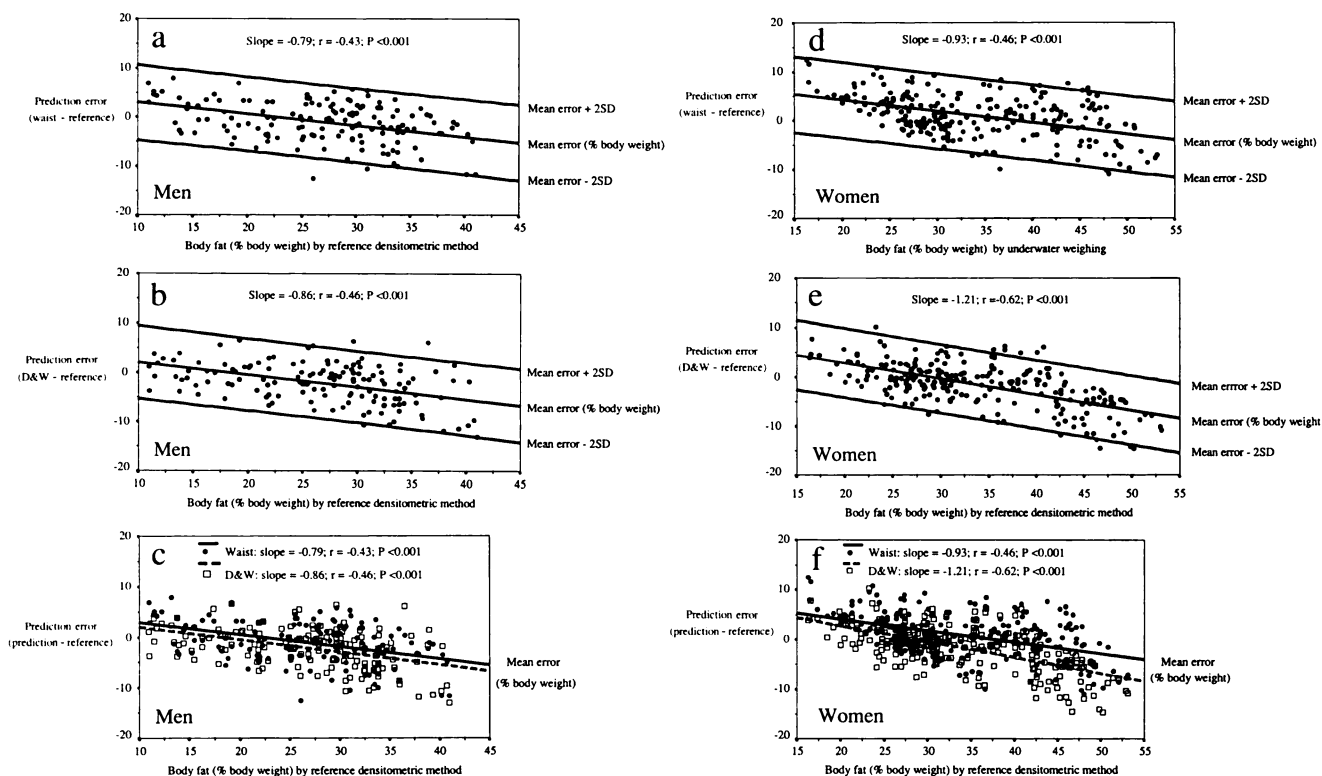 a
Slope = -0.79; r = -0.43; P <0.001
20
10
0
-10
-20
Prediction error
(waist - reference)
Mean error + 2SD
Mean error (% body weight)
Mean error - 2SD
Men
10 15 20 25 30 35 40 45
Body fat (% body weight) by reference densitometric method
d
Slope = -0.93; r = -0.46; P <0.001
20
10
0
-10
-20
Prediction error
(waist - reference)
Mean error + 2SD
Mean error (% body weight)
Mean error - 2SD
Women
15 20 25 30 35 40 45 50 55
Body fat (% body weight) by underwater weighing
b
Slope = -0.86; r = -0.46; P <0.001
20
10
0
-10
-20
Prediction error
(D&W - reference)
Mean error + 2SD
Mean error (% body weight)
Mean error - 2SD
Men
10 15 20 25 30 35 40 45
Body fat (% body weight) by reference densitometric method
e
Slope = -1.21; r =-0.62; P <0.001
20
10
0
-10
-20
Prediction error
(D&W - reference)
Mean error + 2SD
Mean error (% body weight
Mean error - 2SD
Women
15 20 25 30 35 40 45 50 55
Body fat (% body weight) by reference densitometric method
c
Waist: slope = -0.79; r = -0.43; P <0.001
D&W: slope = -0.86; r = -0.46; P <0.001
20
10
0
-10
-20
Prediction error
(prediction - reference)
Mean error
(% body weight)
Men
10 15 20 25 30 35 40 45
Body fat (% body weight) by reference densitometric method
f
Waist: slope = -0.93; r = -0.46; P <0.001
D&W: slope = -1.21; r = -0.62; P <0.001
20
10
0
-10
-20
Prediction error
(prediction - reference)
Mean error
(% body weight)
Women
15 20 25 30 35 40 45 50 55
Body fat (% body weight) by reference densitometric method